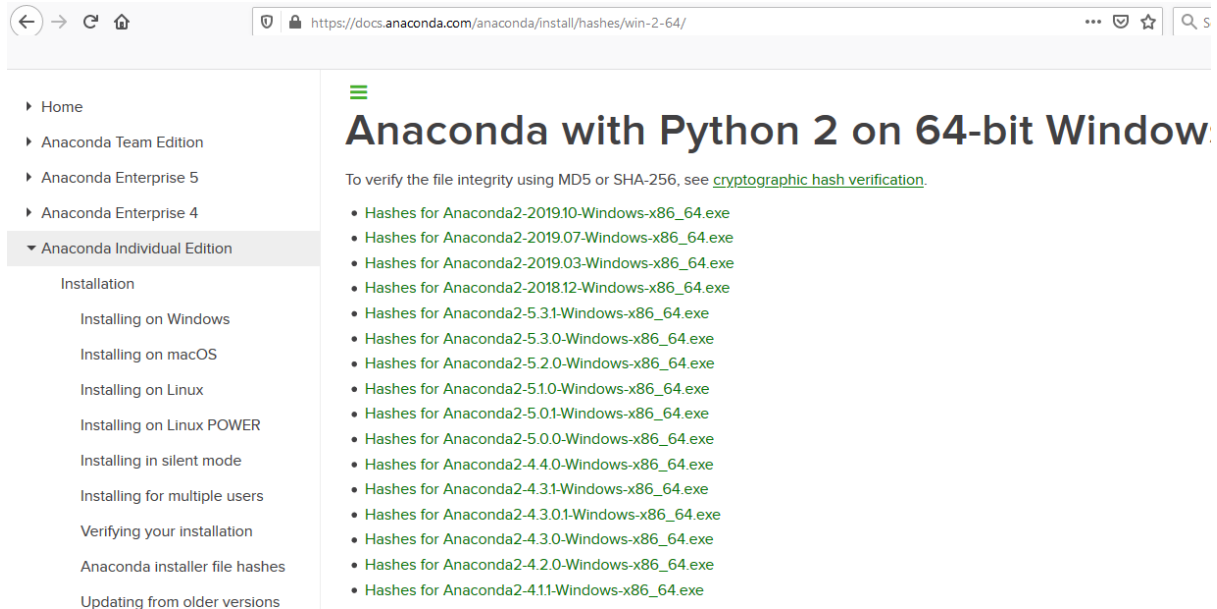 https://docs.anaconda.com/anaconda/install/hashes/win-2-64/
Home
Anaconda Team Edition
Anaconda Enterprise 5
Anaconda Enterprise 4
Anaconda Individual Edition
Installation
Installing on Windows
Installing on macOS
Installing on Linux
Installing on Linux POWER
Installing in silent mode
Installing for multiple users
Verifying your installation
Anaconda installer file hashes
Updating from older versions
Anaconda with Python 2 on 64-bit Windows
To verify the file integrity using MD5 or SHA-256, see cryptographic hash verification.
• Hashes for Anaconda2-2019.10-Windows-x86_64.exe
• Hashes for Anaconda2-2019.07-Windows-x86_64.exe
• Hashes for Anaconda2-2019.03-Windows-x86_64.exe
• Hashes for Anaconda2-2018.12-Windows-x86_64.exe
• Hashes for Anaconda2-5.3.1-Windows-x86_64.exe
• Hashes for Anaconda2-5.3.0-Windows-x86_64.exe
• Hashes for Anaconda2-5.2.0-Windows-x86_64.exe
• Hashes for Anaconda2-5.1.0-Windows-x86_64.exe
• Hashes for Anaconda2-5.0.1-Windows-x86_64.exe
• Hashes for Anaconda2-5.0.0-Windows-x86_64.exe
• Hashes for Anaconda2-4.4.0-Windows-x86_64.exe
• Hashes for Anaconda2-4.3.1-Windows-x86_64.exe
• Hashes for Anaconda2-4.3.0.1-Windows-x86_64.exe
• Hashes for Anaconda2-4.3.0-Windows-x86_64.exe
• Hashes for Anaconda2-4.2.0-Windows-x86_64.exe
• Hashes for Anaconda2-4.1.1-Windows-x86_64.exe